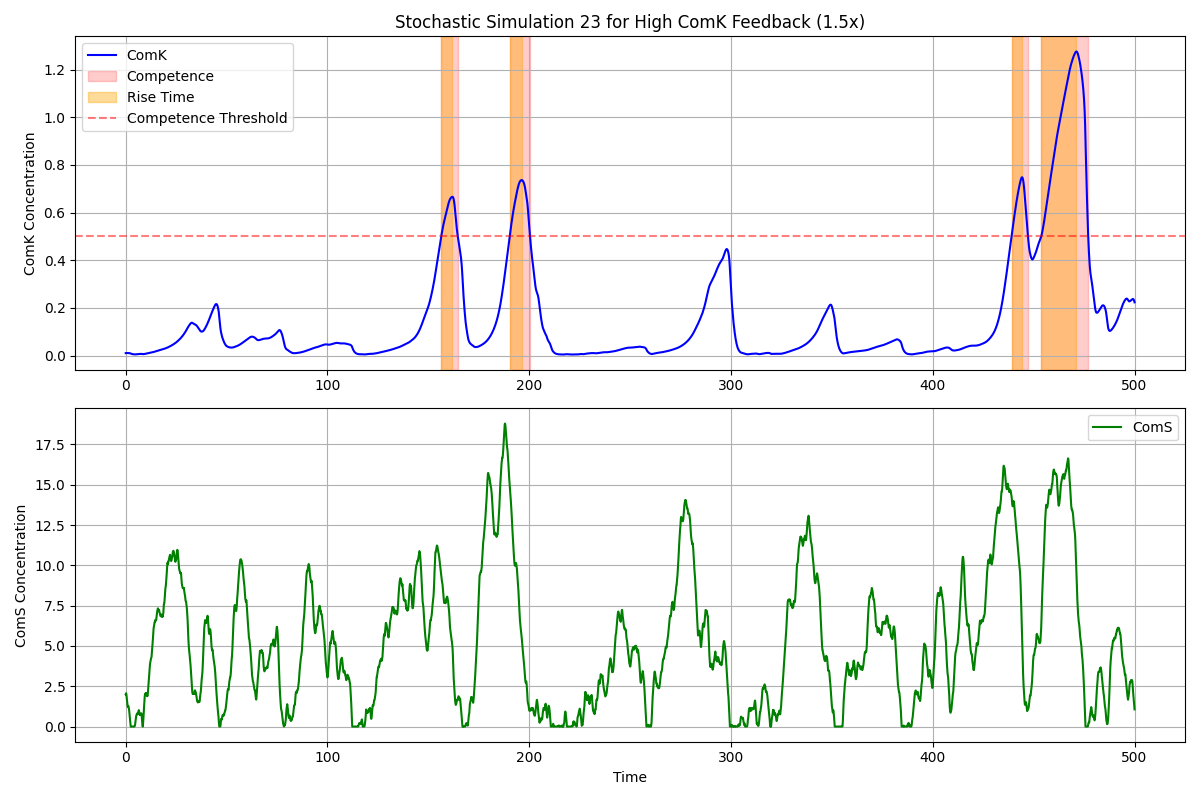 Stochastic Simulation 23 for High ComK Feedback (1.5x)
ComK
Competence
Rise Time
Competence Threshold
ComK Concentration
1.2
1.0
0.8
0.6
0.4
0.2
0.0
0 100 200 300 400 500
ComS
ComS Concentration
17.5
15.0
12.5
10.0
7.5
5.0
2.5
0.0
0 100 200 300 400 500
Time